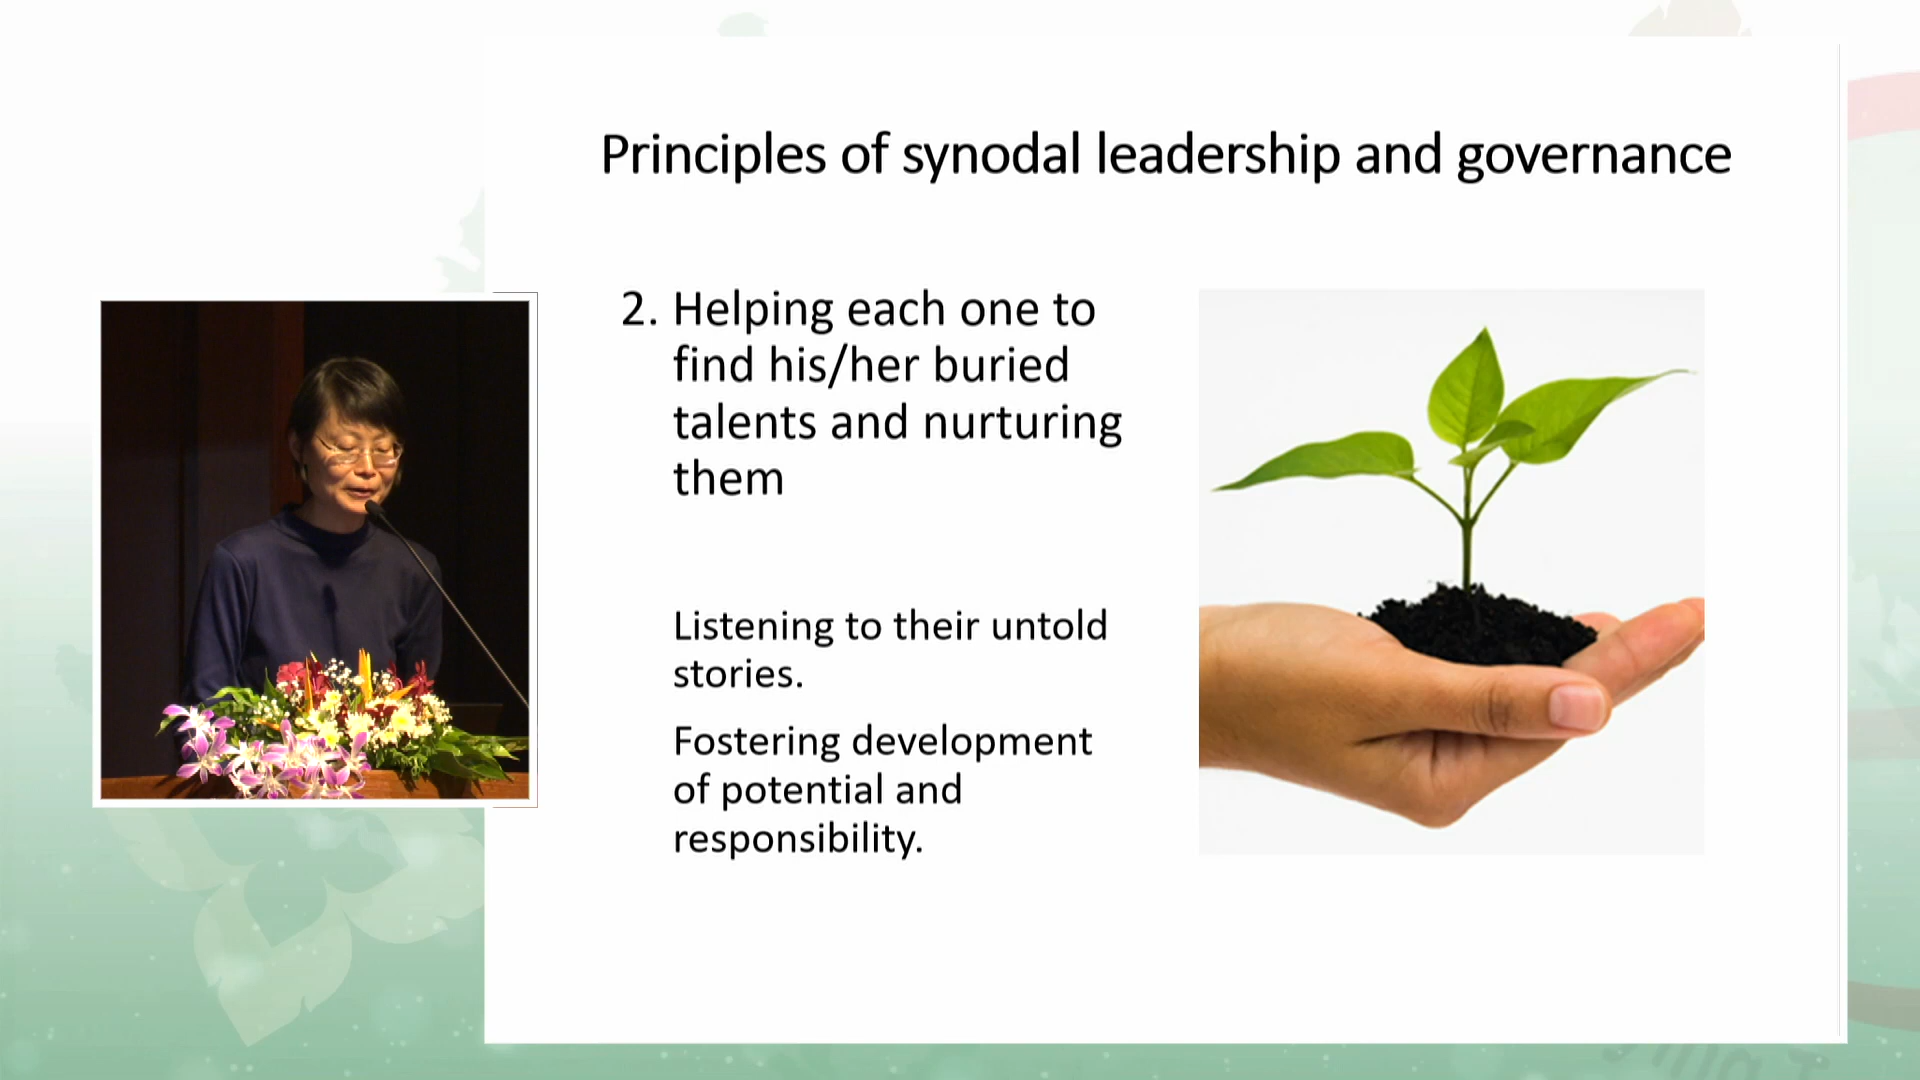 Principles of synodal leadership and governance
2. Helping each one to
find his/her buried
talents and nurturing
them
Listening to their untold
stories.
Fostering development
of potential and
responsibility.